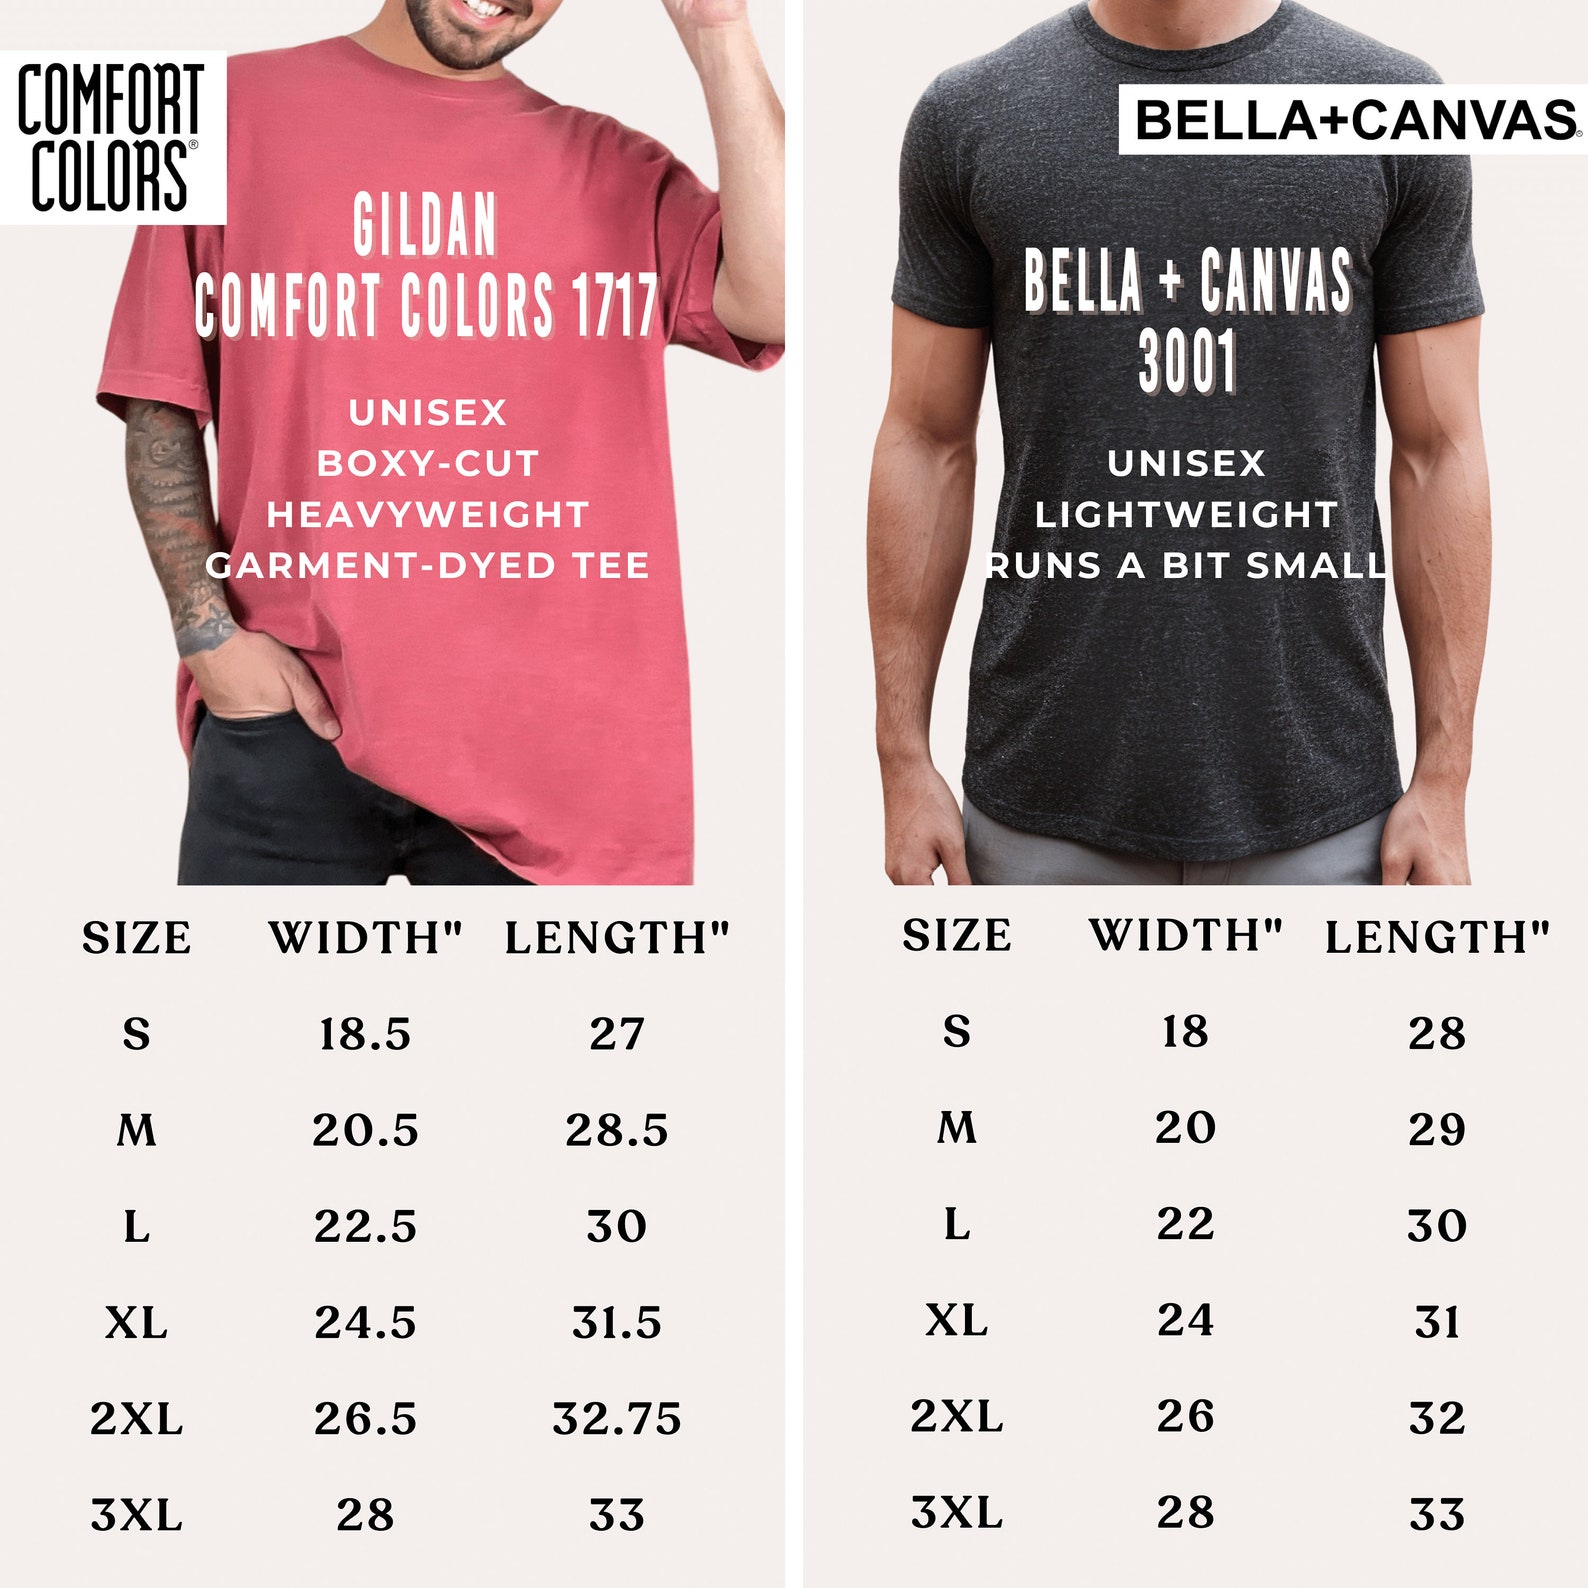 COMFORT
COLORS®
GILDAN
COMFORT COLORS 1717
UNISEX
BOXY-CUT
HEAVYWEIGHT
GARMENT-DYED TEE
SIZE WIDTH" LENGTH"
S 18.5 27
M 20.5 28.5
L 22.5 30
XL 24.5 31.5
2XL 26.5 32.75
3XL 28 33
BELLA+CANVAS®
BELLA + CANVAS
3001
UNISEX
LIGHTWEIGHT
RUNS A BIT SMALL
SIZE WIDTH" LENGTH"
S 18 28
M 20 29
L 22 30
XL 24 31
2XL 26 32
3XL 28 33